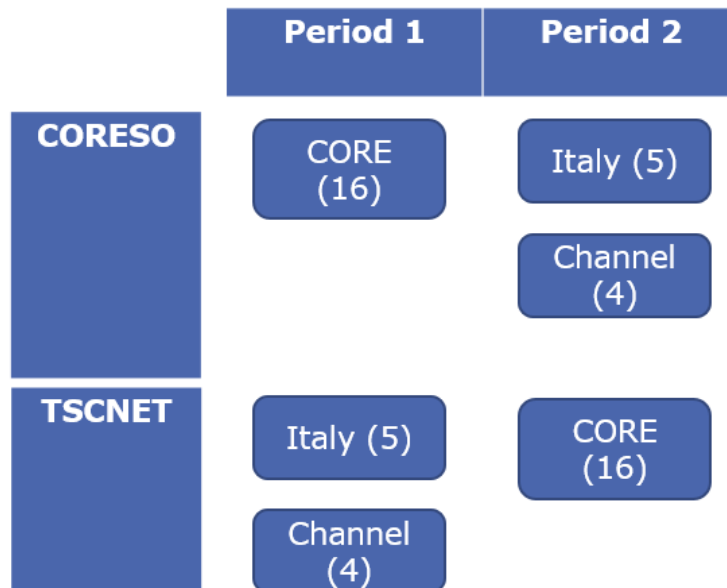 Period 1
Period 2
CORESO
CORE
(16)
Italy (5)
Channel
(4)
TSCNET
Italy (5)
Channel
(4)
CORE
(16)